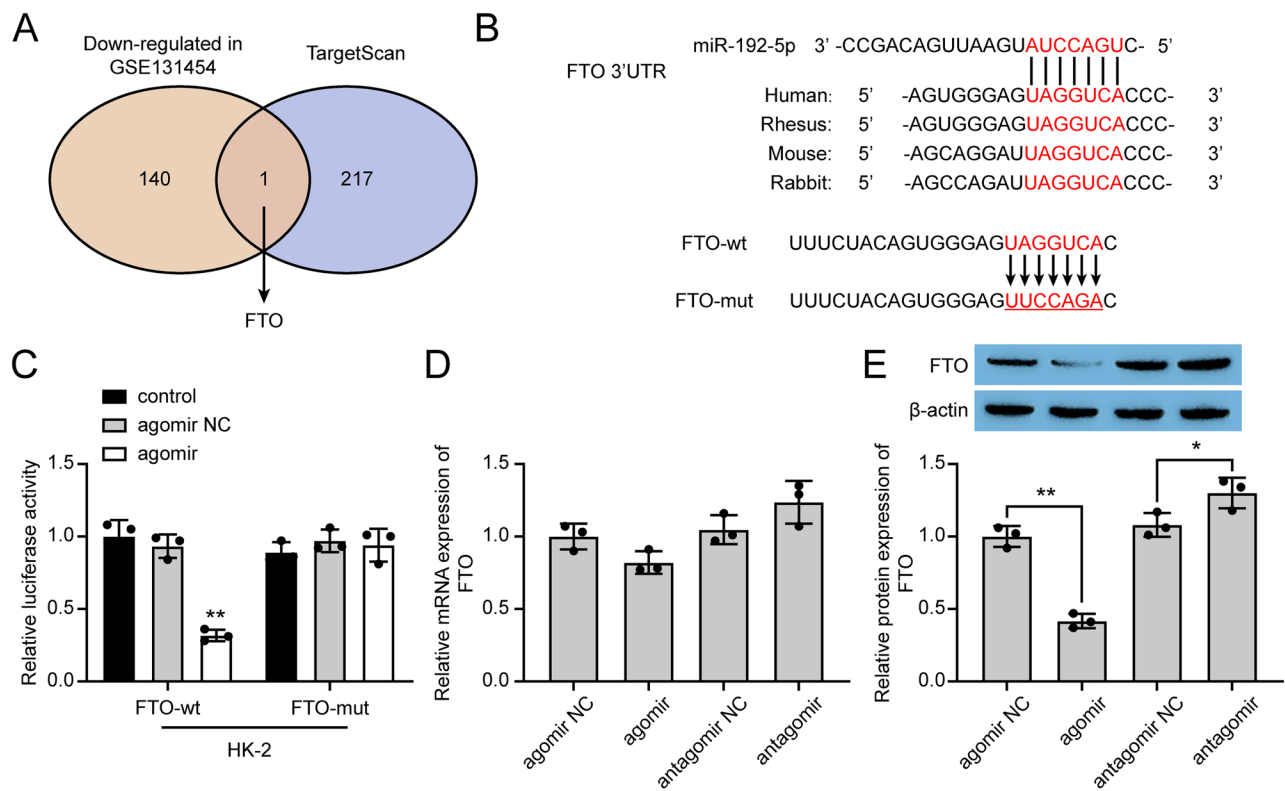 A
Down-regulated in
GSE131454
TargetScan
140
1
217
FTO
B
miR-192-5p 3’ -CCGACAGUUAAGUAUCCAGUC- 5’
FTO 3’UTR
Human: 5’ -AGUGGGAGUAGGUCACCC- 3’
Rhesus: 5’ -AGUGGGAGUAGGUCACCC- 3’
Mouse: 5’ -AGCAGGAUUAGGUCACCC- 3’
Rabbit: 5’ -AGCCAGAUUAGGUCACCC- 3’
FTO-wt UUUCUACAGUGGGAGUAGGUCAC
FTO-mut UUUCUACAGUGGGAGUUCCAGAC
C
control
agomir NC
agomir
Relative luciferase activity
1.5
1.0
0.5
0.0
**
FTO-wt
FTO-mut
HK-2
D
Relative mRNA expression of
FTO
1.5
1.0
0.5
0.0
agomir NC
agomir
antagomir NC
antagomir
E
FTO
β-actin
Relative protein expression of
FTO
1.5
1.0
0.5
0.0
**
*
agomir NC
agomir
antagomir NC
antagomir